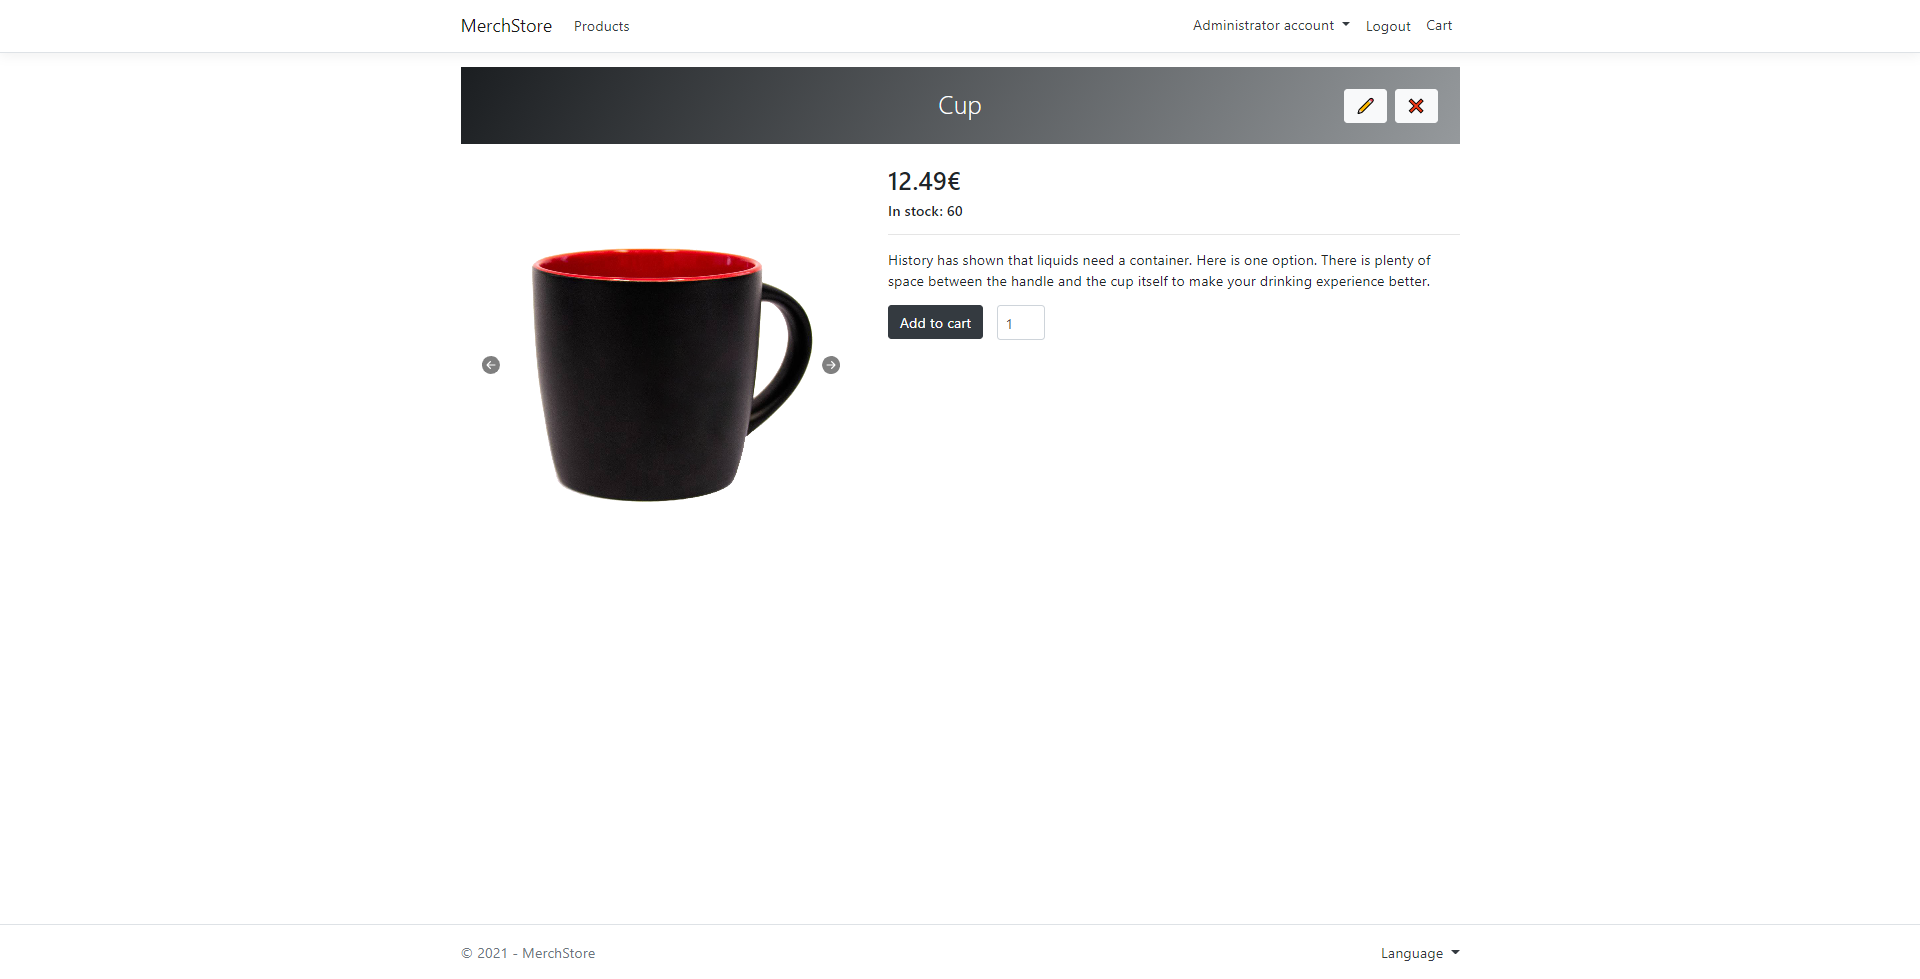 MerchStore
Products
Administrator account
Logout
Cart
Cup
12.49€
In stock: 60
History has shown that liquids need a container. Here is one option. There is plenty of
space between the handle and the cup itself to make your drinking experience better.
Add to cart
1
© 2021 - MerchStore
Language